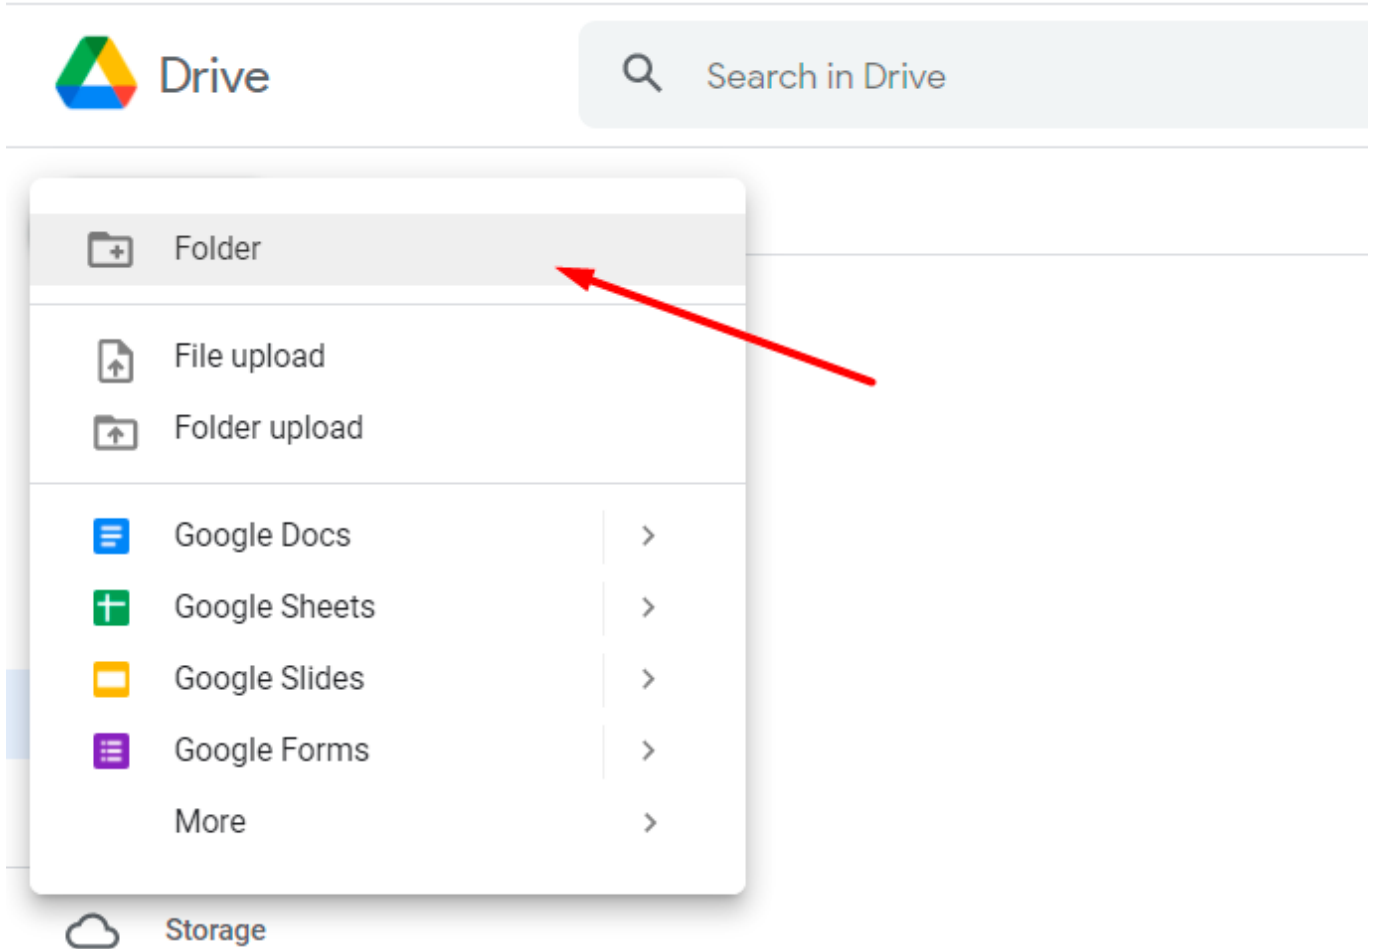 Drive
Search in Drive
Folder
File upload
Folder upload
Google Docs
Google Sheets
Google Slides
Google Forms
More
Storage